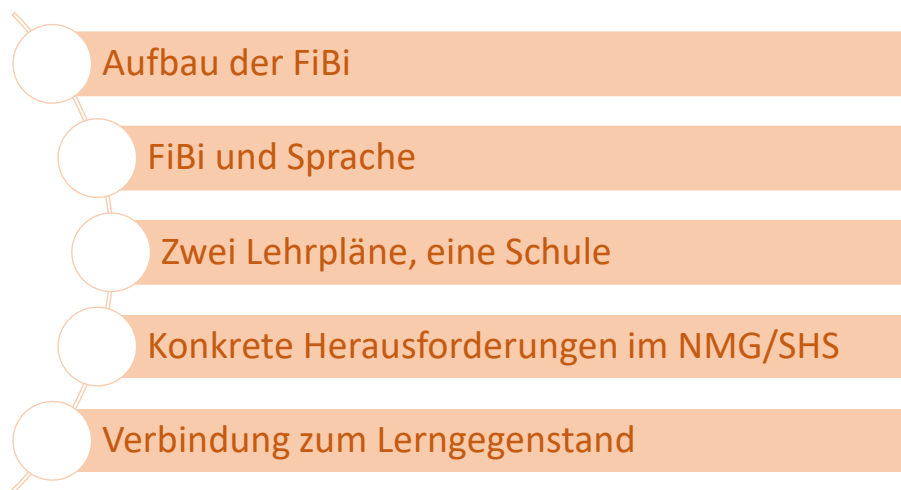 Aufbau der FiBi
FiBi und Sprache
Zwei Lehrpläne, eine Schule
Konkrete Herausforderungen im NMG/SHS
Verbindung zum Lerngegenstand